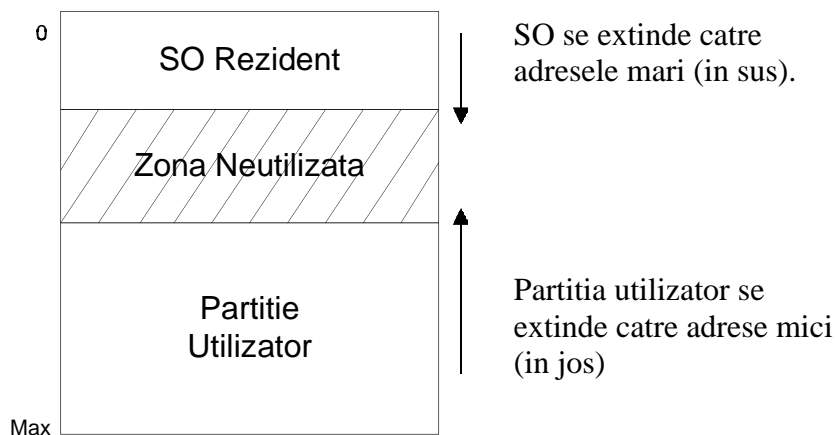 0
SO Rezident
SO se extinde catre
adresele mari (in sus).
Zona Neutilizata
Partitie
Utilizator
Partitia utilizator se
extinde catre adrese mici
(in jos)
Max